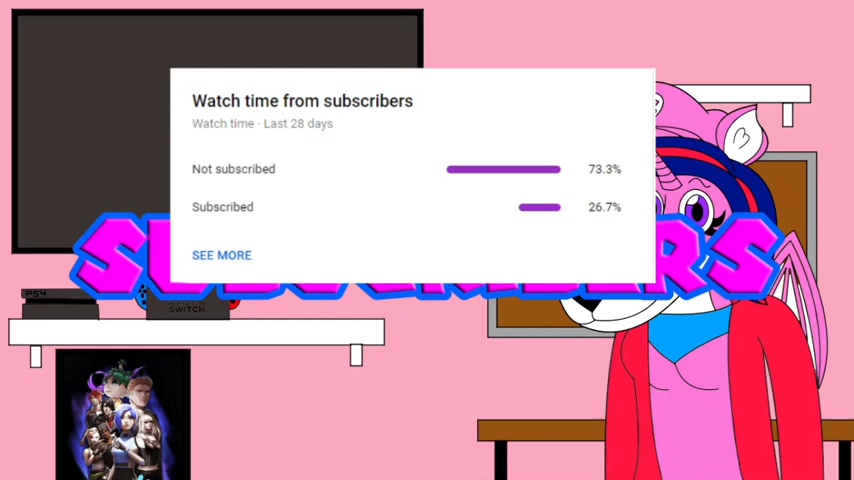 Watch time from subscribers
Watch time · Last 28 days
Not subscribed 73.3%
Subscribed 26.7%
SEE MORE
PS4
SWITCH